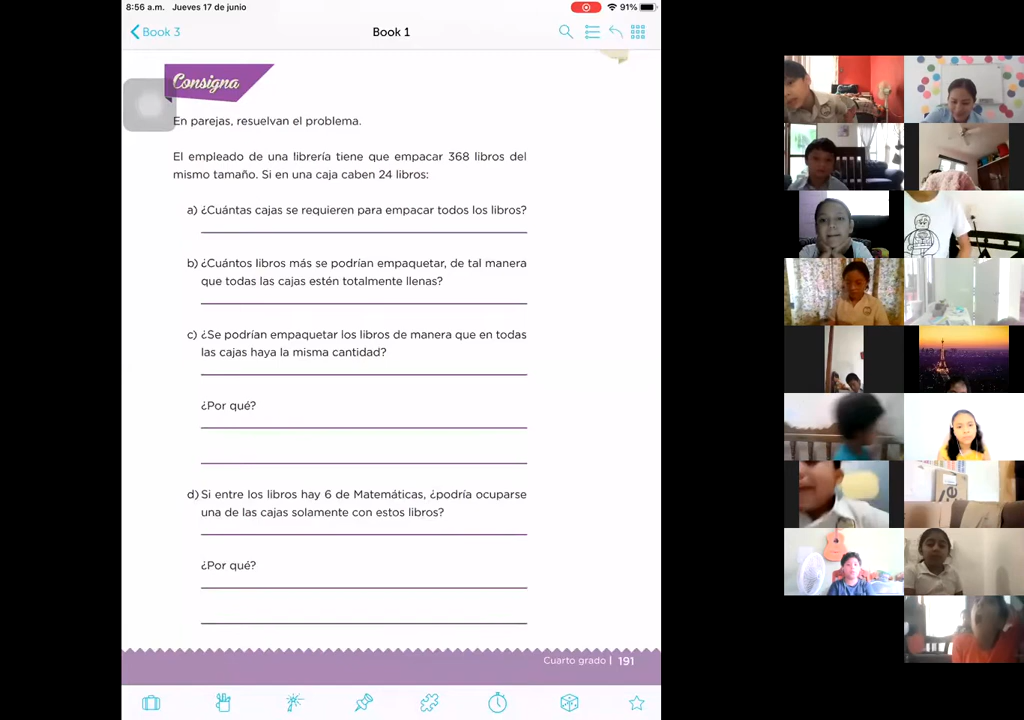 8:56 a.m. Jueves 17 de junio
91%
Book 3
Book 1
Consigna
En parejas, resuelvan el problema.
El empleado de una librería tiene que empacar 368 libros del
mismo tamaño. Si en una caja caben 24 libros:
a) ¿Cuántas cajas se requieren para empacar todos los libros?
b) ¿Cuántos libros más se podrían empaquetar, de tal manera
que todas las cajas estén totalmente llenas?
c) ¿Se podrían empaquetar los libros de manera que en todas
las cajas haya la misma cantidad?
¿Por qué?
d) Si entre los libros hay 6 de Matemáticas, ¿podría ocuparse
una de las cajas solamente con estos libros?
¿Por qué?
Cuarto grado | 191